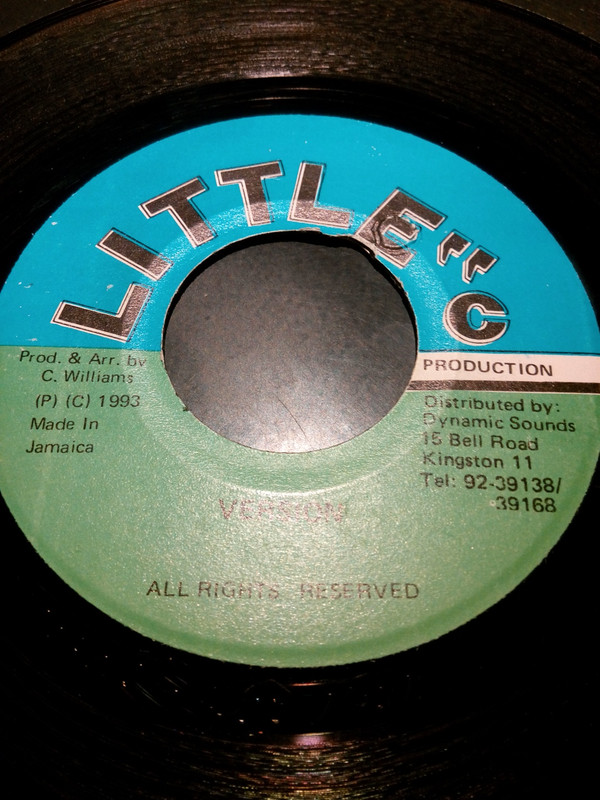 LITTLE "C
PRODUCTION
Prod. & Arr. by
C. Williams
(P) (C) 1993
Made In
Jamaica
Distributed by:
Dynamic Sounds
15 Bell Road
Kingston 11
Tel: 92-39138/
39168
VERSION
ALL RIGHTS RESERVED